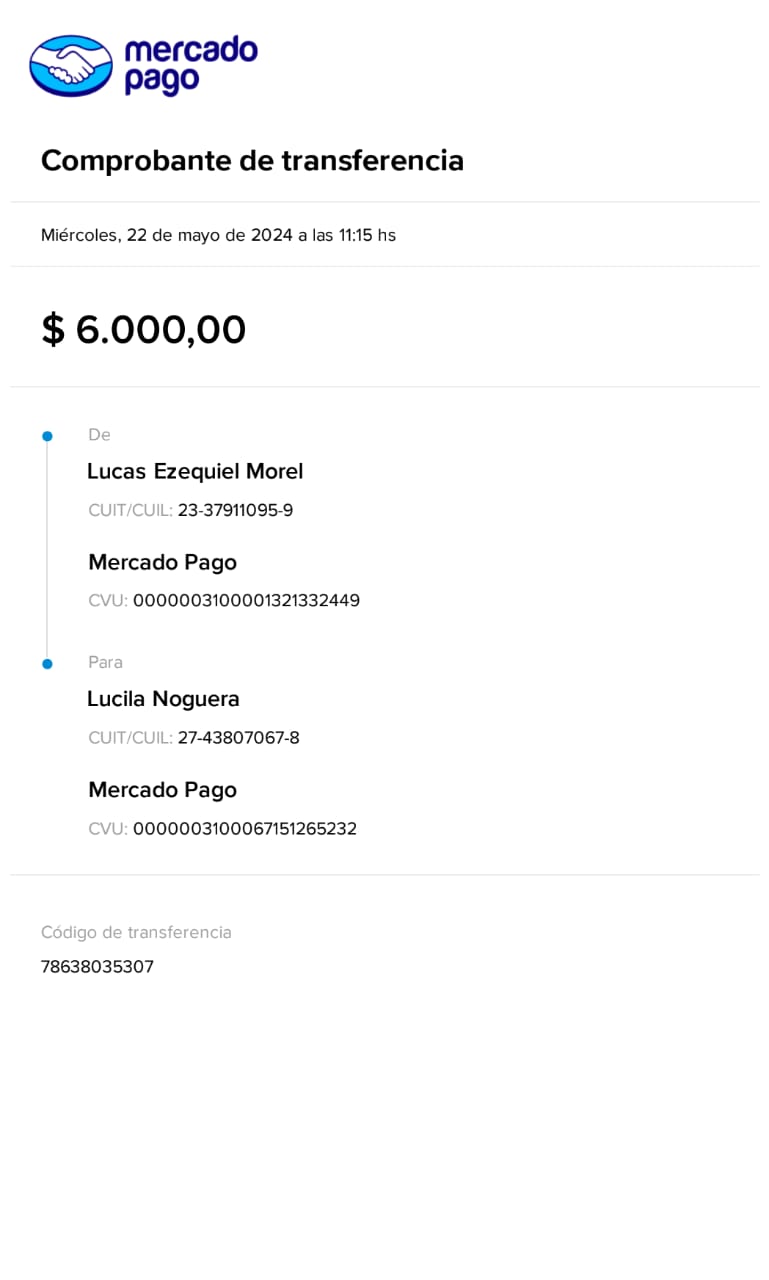 mercado
pago
Comprobante de transferencia
Miércoles, 22 de mayo de 2024 a las 11:15 hs
$ 6.000,00
De
Lucas Ezequiel Morel
CUIT/CUIL: 23-37911095-9
Mercado Pago
CVU: 0000003100001321332449
Para
Lucila Noguera
CUIT/CUIL: 27-43807067-8
Mercado Pago
CVU: 0000003100067151265232
Código de transferencia
78638035307